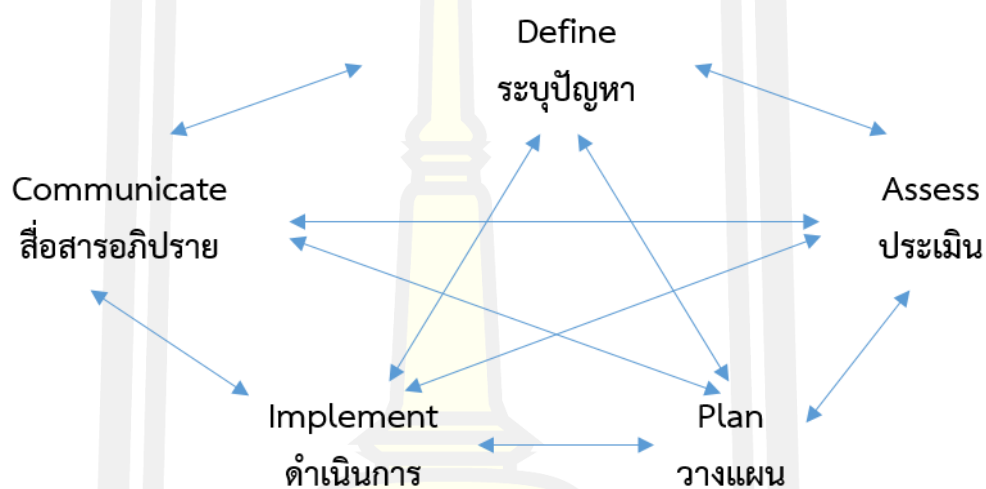 Define
ระบุปัญหา
Communicate
สื่อสารอภิปราย
Assess
ประเมิน
Implement
ดำเนินการ
Plan
วางแผน